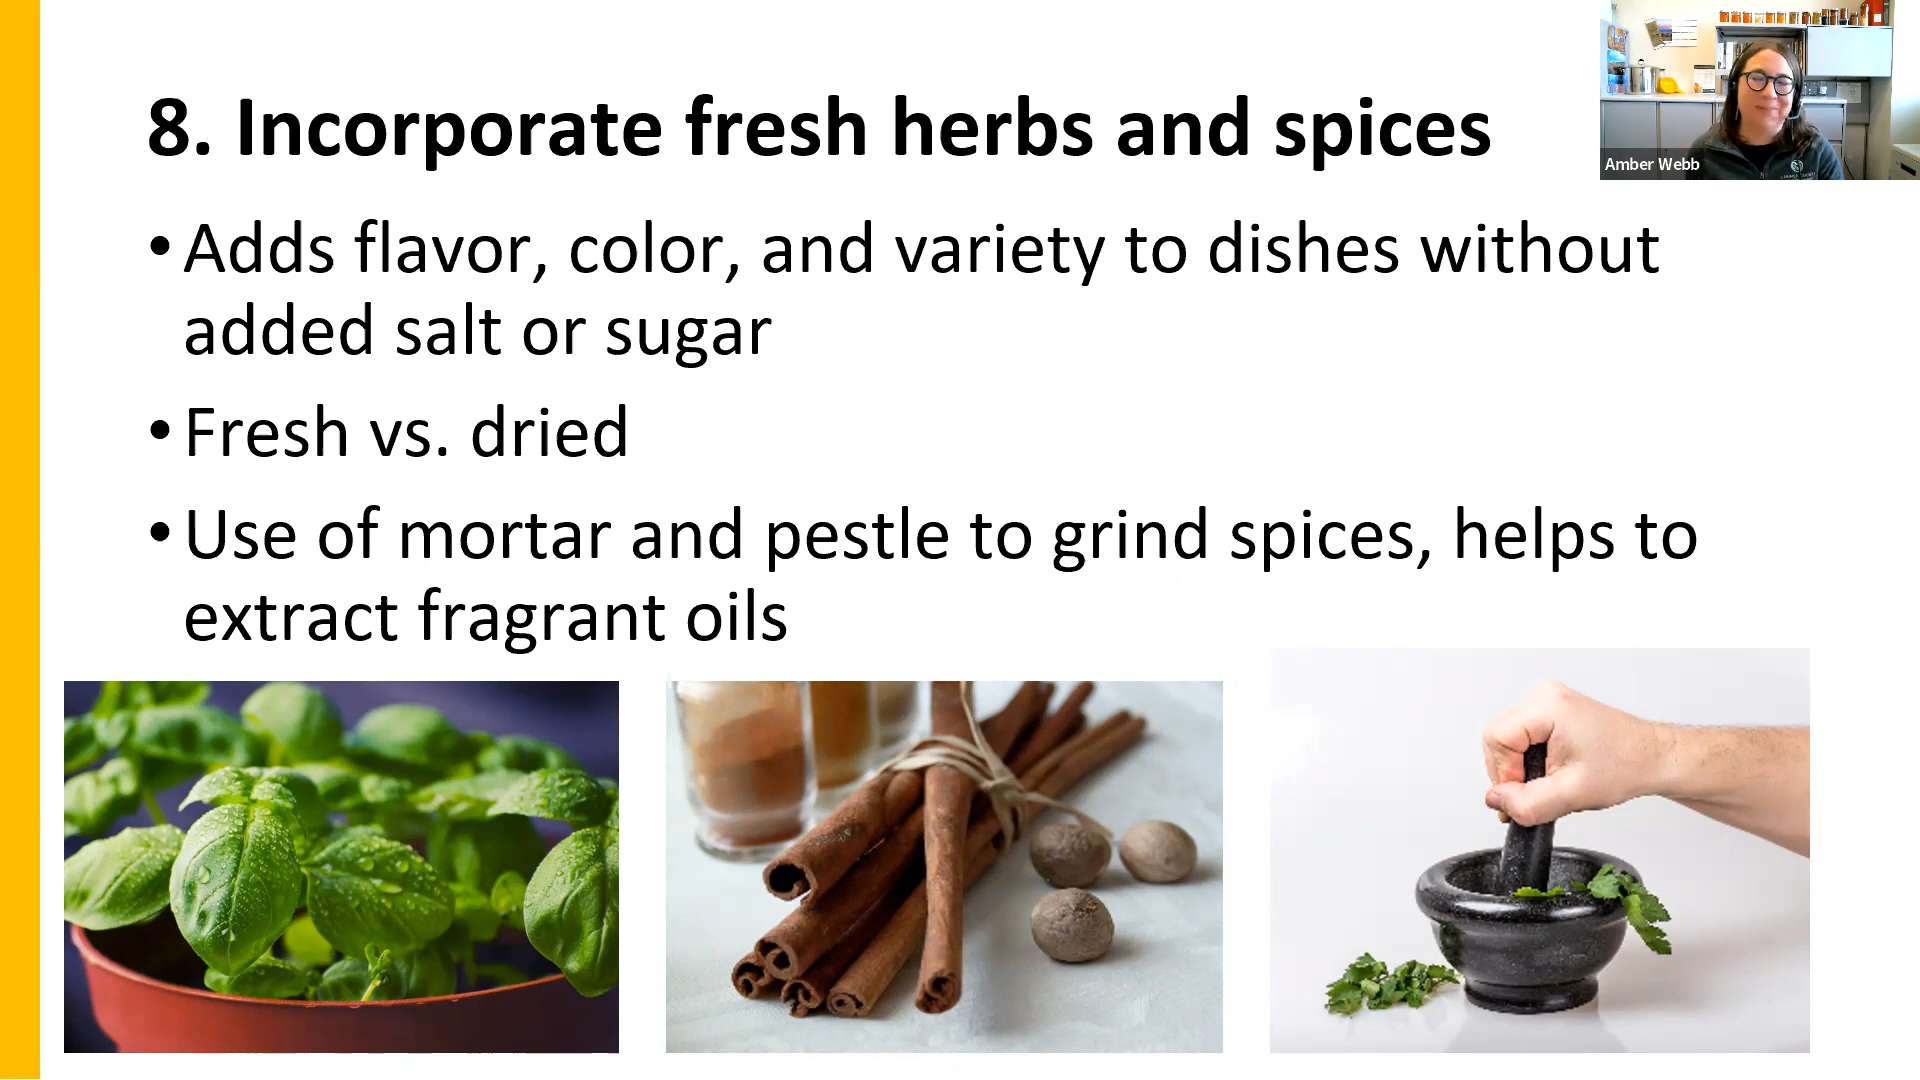 8. Incorporate fresh herbs and spices
Amber Webb
• Adds flavor, color, and variety to dishes without
added salt or sugar
• Fresh vs. dried
• Use of mortar and pestle to grind spices, helps to
extract fragrant oils